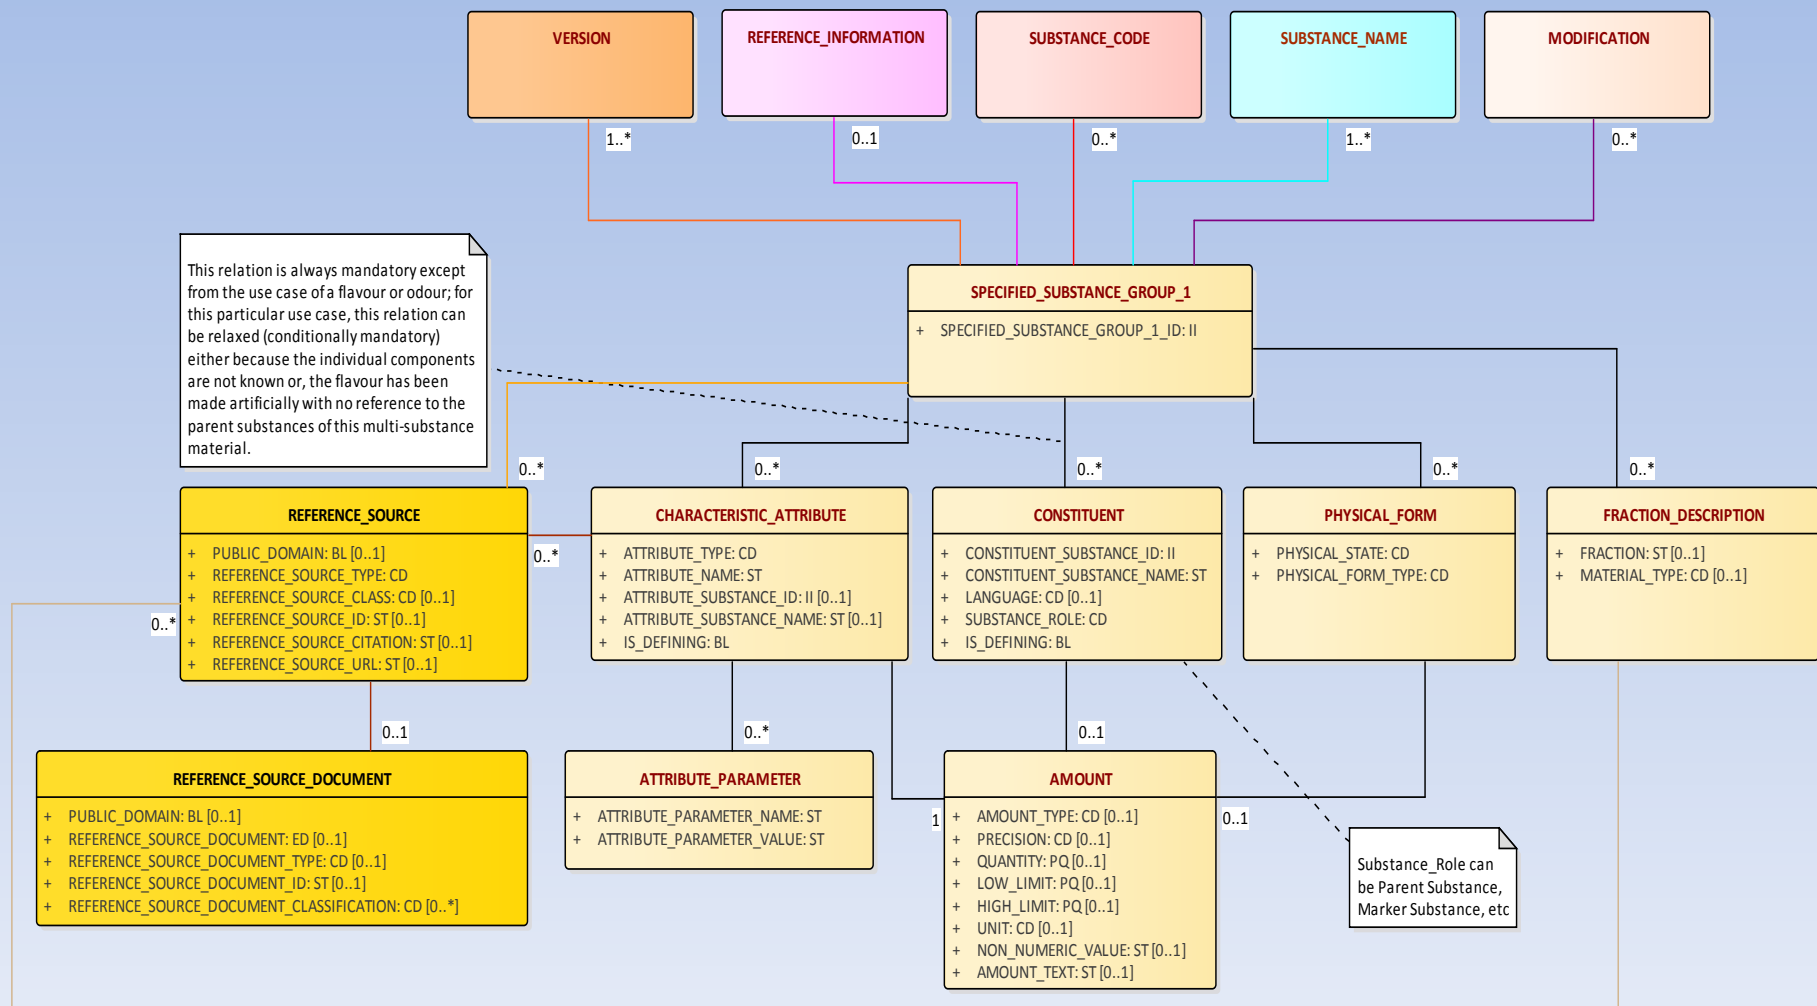 VERSION
REFERENCE_INFORMATION
SUBSTANCE_CODE
SUBSTANCE_NAME
MODIFICATION
1..*
0..1
0..*
1..*
0..*
This relation is always mandatory except
from the use case of a flavour or odour; for
this particular use case, this relation can
be relaxed (conditionally mandatory)
either because the individual components
are not known or, the flavour has been
made artificially with no reference to the
parent substances of this multi-substance
material.
SPECIFIED_SUBSTANCE_GROUP_1
+ SPECIFIED_SUBSTANCE_GROUP_1_ID: II
0..*
0..*
0..*
0..*
0..*
REFERENCE_SOURCE
+ PUBLIC_DOMAIN: BL [0..1]
+ REFERENCE_SOURCE_TYPE: CD
+ REFERENCE_SOURCE_CLASS: CD [0..1]
+ REFERENCE_SOURCE_ID: ST [0..1]
+ REFERENCE_SOURCE_CITATION: ST [0..1]
+ REFERENCE_SOURCE_URL: ST [0..1]
0..*
0..*
CHARACTERISTIC_ATTRIBUTE
+ ATTRIBUTE_TYPE: CD
+ ATTRIBUTE_NAME: ST
+ ATTRIBUTE_SUBSTANCE_ID: II [0..1]
+ ATTRIBUTE_SUBSTANCE_NAME: ST [0..1]
+ IS_DEFINING: BL
CONSTITUENT
+ CONSTITUENT_SUBSTANCE_ID: II
+ CONSTITUENT_SUBSTANCE_NAME: ST
+ LANGUAGE: CD [0..1]
+ SUBSTANCE_ROLE: CD
+ IS_DEFINING: BL
PHYSICAL_FORM
+ PHYSICAL_STATE: CD
+ PHYSICAL_FORM_TYPE: CD
FRACTION_DESCRIPTION
+ FRACTION: ST [0..1]
+ MATERIAL_TYPE: CD [0..1]
0..1
0..*
0..1
REFERENCE_SOURCE_DOCUMENT
+ PUBLIC_DOMAIN: BL [0..1]
+ REFERENCE_SOURCE_DOCUMENT: ED [0..1]
+ REFERENCE_SOURCE_DOCUMENT_TYPE: CD [0..1]
+ REFERENCE_SOURCE_DOCUMENT_ID: ST [0..1]
+ REFERENCE_SOURCE_DOCUMENT_CLASSIFICATION: CD [0..*]
ATTRIBUTE_PARAMETER
+ ATTRIBUTE_PARAMETER_NAME: ST
+ ATTRIBUTE_PARAMETER_VALUE: ST
1
AMOUNT
+ AMOUNT_TYPE: CD [0..1]
+ PRECISION: CD [0..1]
+ QUANTITY: PQ [0..1]
+ LOW_LIMIT: PQ [0..1]
+ HIGH_LIMIT: PQ [0..1]
+ UNIT: CD [0..1]
+ NON_NUMERIC_VALUE: ST [0..1]
+ AMOUNT_TEXT: ST [0..1]
0..1
Substance_Role can
be Parent Substance,
Marker Substance, etc